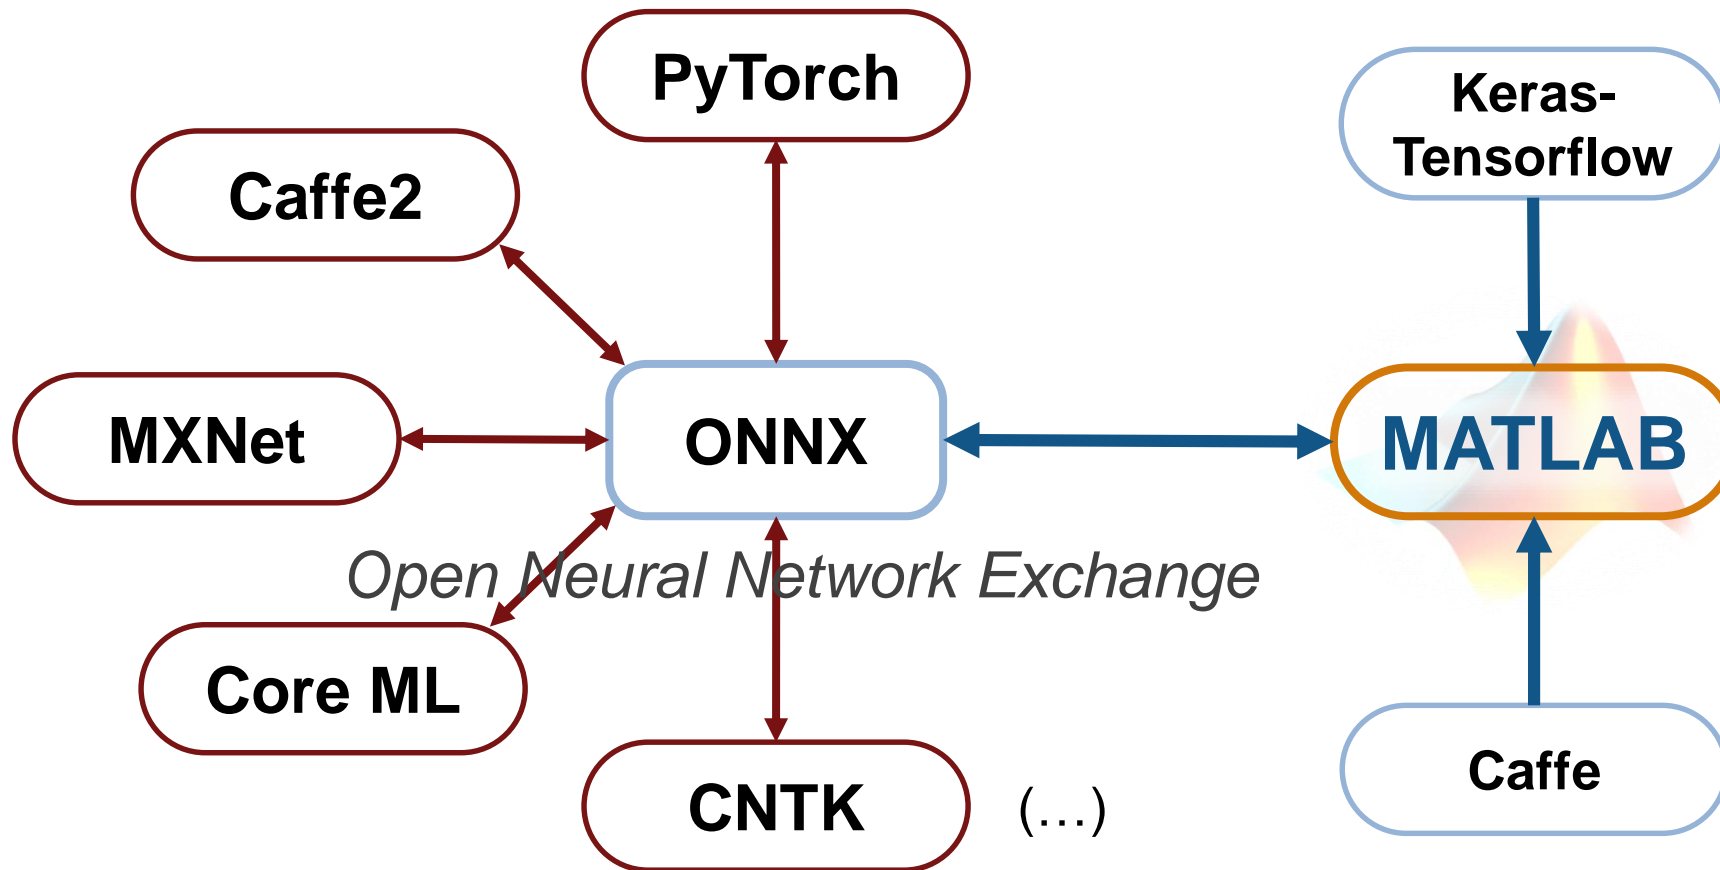 PyTorch
Keras-
Tensorflow
Caffe2
MXNet
ONNX
MATLAB
Open Neural Network Exchange
Core ML
CNTK
(...)
Caffe